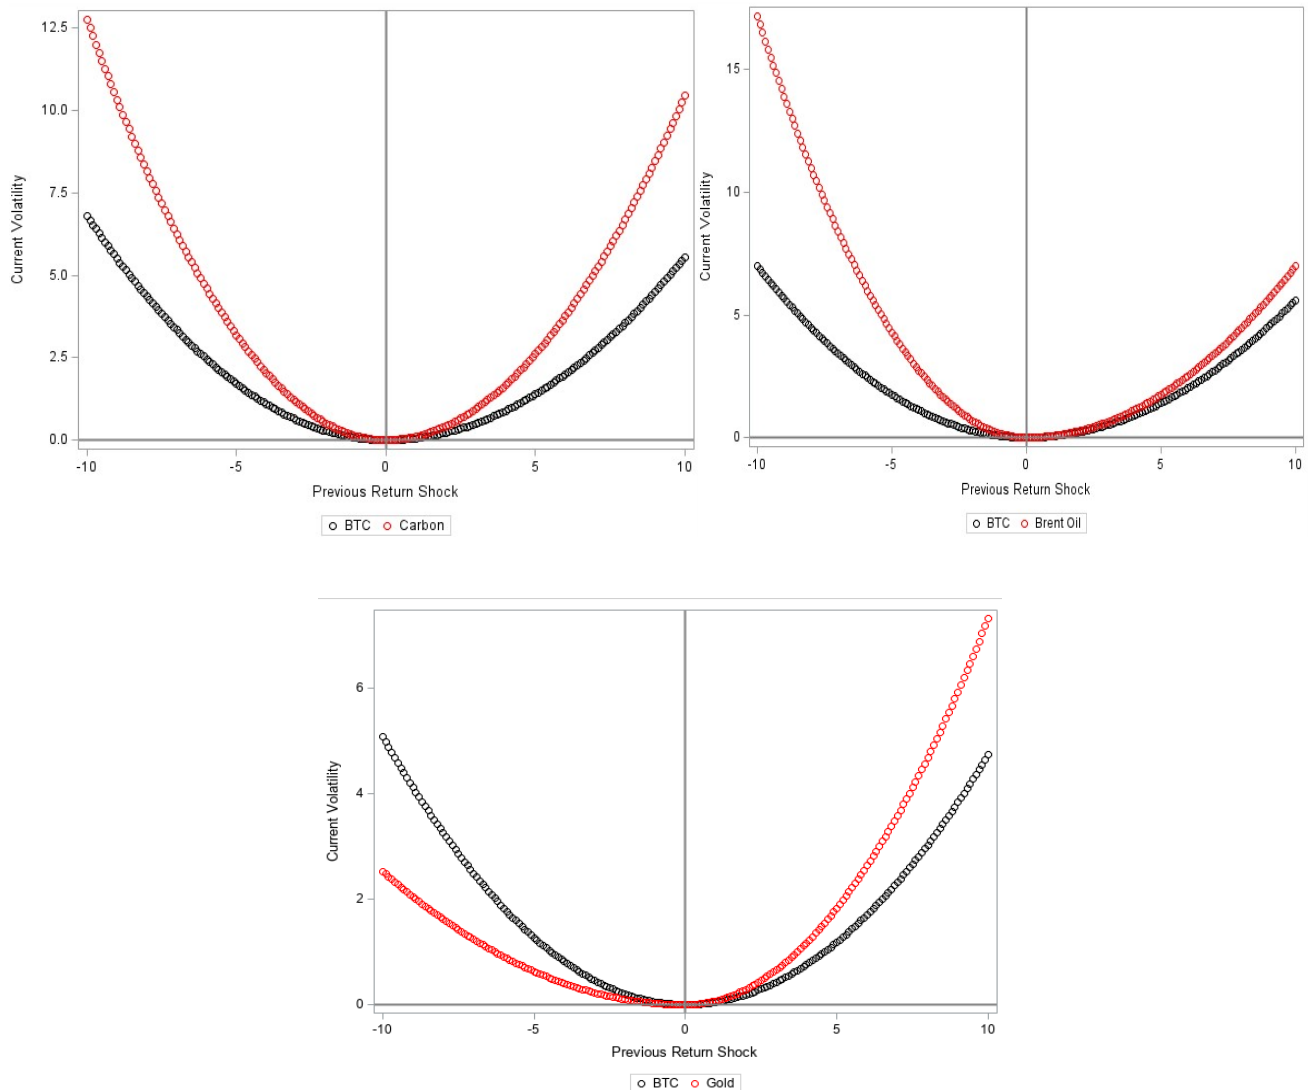 12.5
10.0
7.5
5.0
2.5
0.0
Current Volatility
-10 -5 0 5 10
Previous Return Shock
BTC Carbon
15
10
5
0
Current Volatility
-10 -5 0 5 10
Previous Return Shock
BTC Brent Oil
6
4
2
0
Current Volatility
-10 -5 0 5 10
Previous Return Shock
BTC Gold